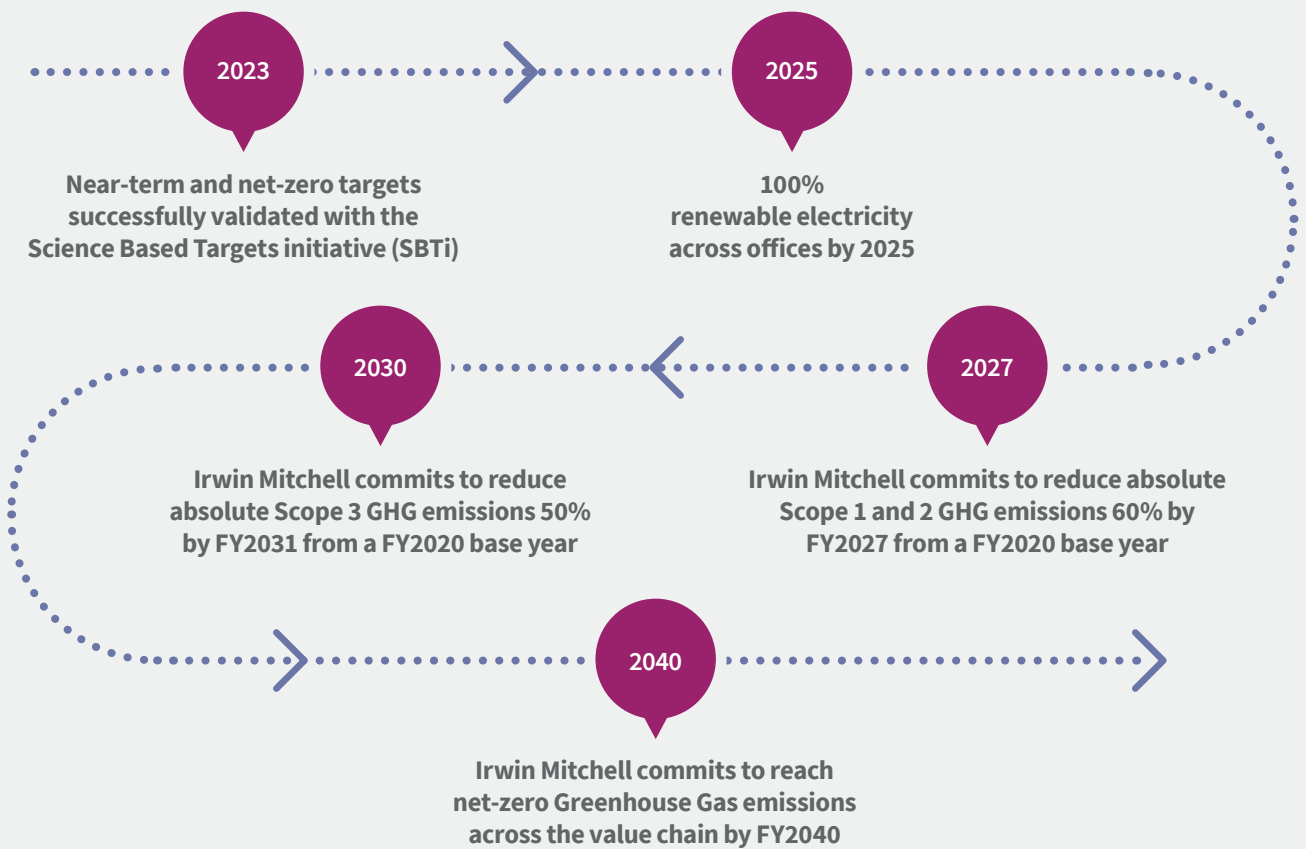 2023
Near-term and net-zero targets
successfully validated with the
Science Based Targets initiative (SBTi)
2025
100%
renewable electricity
across offices by 2025
2027
Irwin Mitchell commits to reduce absolute
Scope 1 and 2 GHG emissions 60% by
FY2027 from a FY2020 base year
2030
Irwin Mitchell commits to reduce
absolute Scope 3 GHG emissions 50%
by FY2031 from a FY2020 base year
2040
Irwin Mitchell commits to reach
net-zero Greenhouse Gas emissions
across the value chain by FY2040